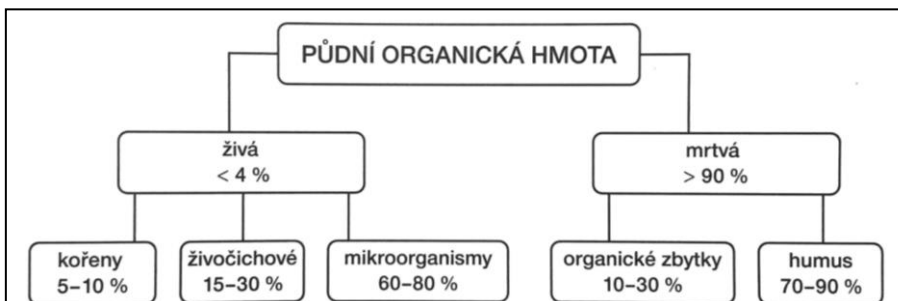 PŮDNÍ ORGANICKÁ HMOTA
živá
< 4 %
mrtvá
> 90 %
kořeny
5–10 %
živočichové
15–30 %
mikroorganismy
60–80 %
organické zbytky
10–30 %
humus
70–90 %